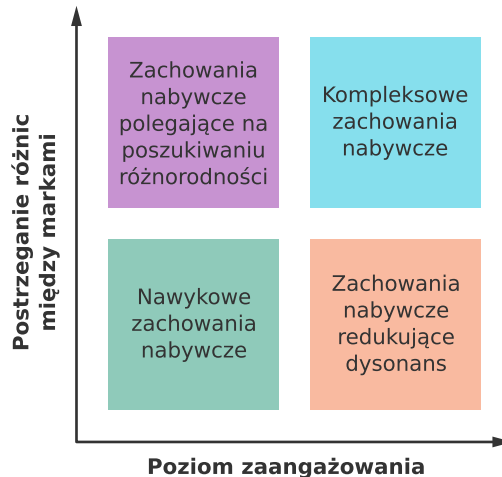 Postrzeganie różnic
między markami
Zachowania
nabywcze
polegające na
poszukiwaniu
różnorodności
Kompleksowe
zachowania
nabywcze
Nawykowe
zachowania
nabywcze
Zachowania
nabywcze
redukujące
dysonans
Poziom zaangażowania